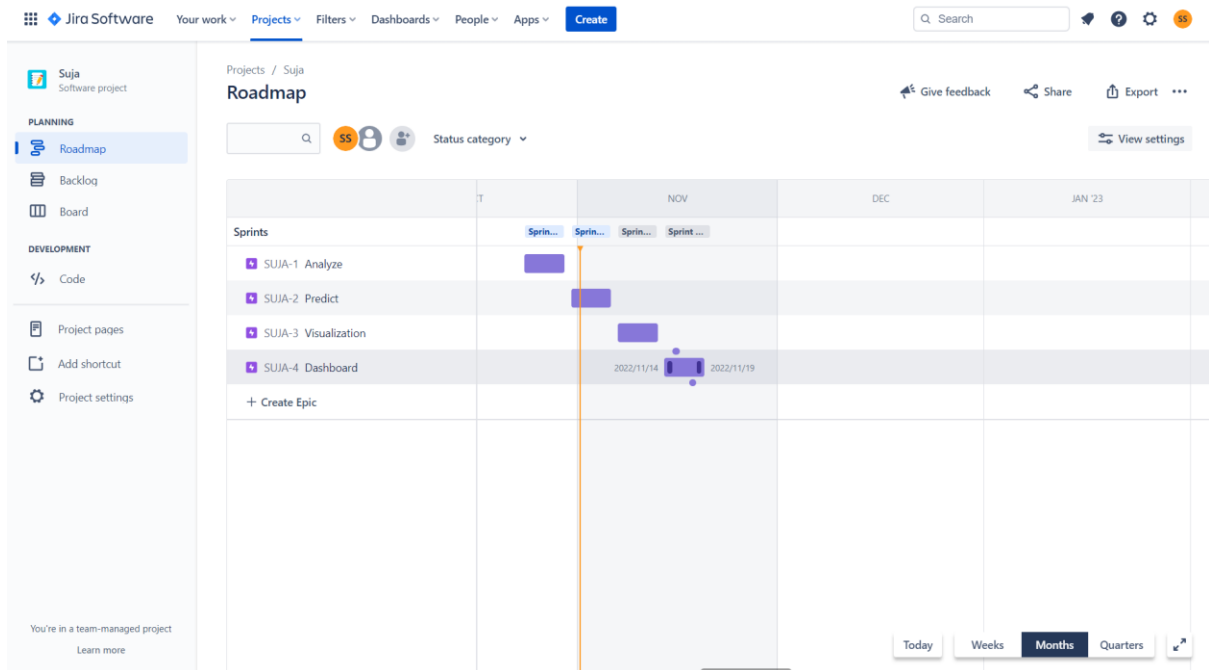 Jira Software Your work Projects Filters Dashboards People Apps Create Search SS
Suja
Software project
PLANNING
Roadmap
Backlog
Board
DEVELOPMENT
Code
Project pages
Add shortcut
Project settings
You're in a team-managed project
Learn more
Projects / Suja
Roadmap
Give feedback Share Export
SS Status category View settings
T NOV DEC JAN '23
Sprints Sprin... Sprin... Sprin... Sprint ...
SUJA-1 Analyze
SUJA-2 Predict
SUJA-3 Visualization
SUJA-4 Dashboard 2022/11/14 2022/11/19
+ Create Epic
Today Weeks Months Quarters